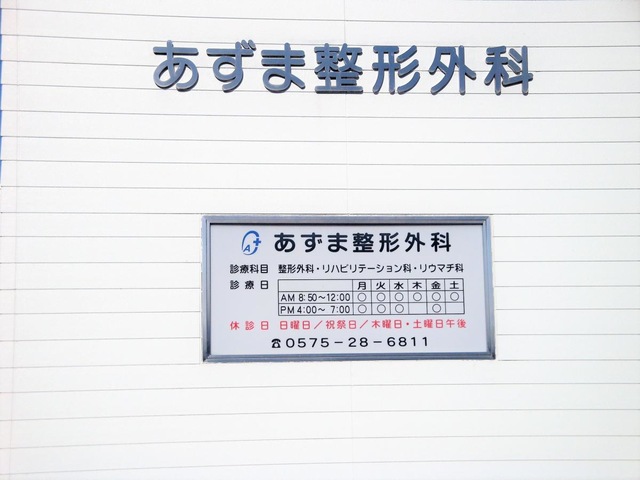 あずま整形外科
A あずま整形外科
診療科目 整形外科・リハビリテーション科・リウマチ科
診療日 月 火 水 木 金 土
AM 8:50〜12:00 ○ ○ ○ ○ ○ ○
PM 4:00〜 7:00 ○ ○ ○ ○
休診日 日曜日／祝祭日／木曜日・土曜日午後
☎0575-28-6811